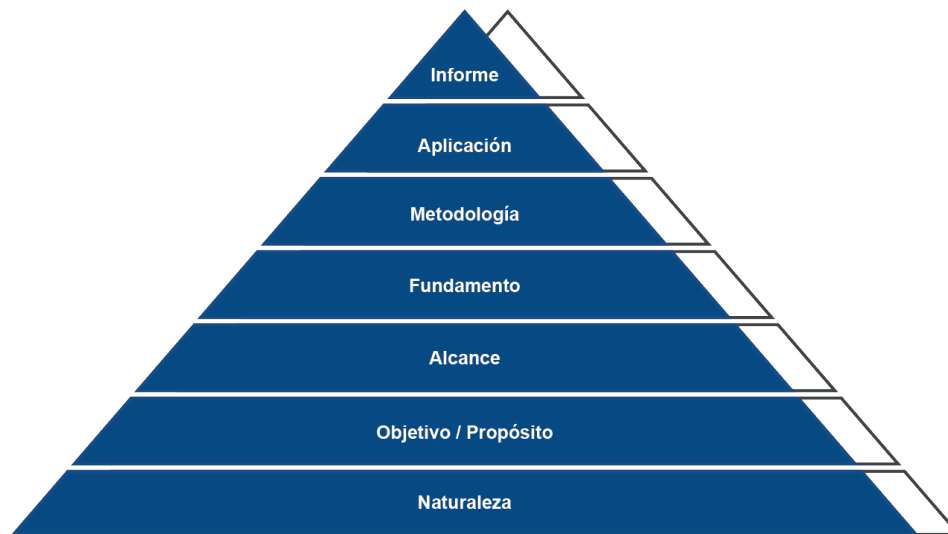 Informe
Aplicación
Metodología
Fundamento
Alcance
Objetivo / Propósito
Naturaleza